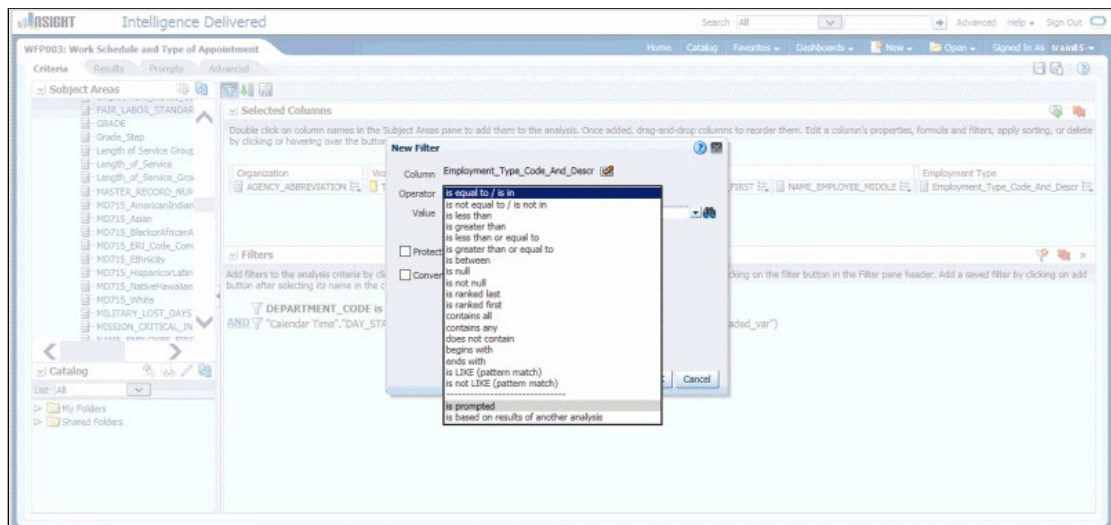 INSIGHT Intelligence Delivered
Search All Advanced Help Sign Out
WFP003: Work Schedule and Type of Appointment
Home Catalog Favorites Dashboards New Open Signed In As train15
Criteria Results Prompts Advanced
Subject Areas
FAIR_LABOR_STANDAR
GRADE
Grade_Step
Length of Service Group
Length_of_Service
Length_of_Service_Grou
MASTER_RECORD_NUM
MD715_AmericanIndian
MD715_Asian
MD715_BlackorAfricanA
MD715_ERI_Code_Conv
MD715_Ethnicity
MD715_HispanicorLatin
MD715_NativeHawaiian
MD715_White
MILITARY_LOST_DAYS
MISSION_CRITICAL_IN
Catalog
List All
My Folders
Shared Folders
Selected Columns
Double click on column names in the Subject Areas pane to add them to the analysis. Once added, drag-and-drop columns to reorder them. Edit a column's properties, formula and filters, apply sorting, or delete
by clicking or hovering over the button
Organization
AGENCY_ABBREVIATION
Wo
T
FIRST
NAME_EMPLOYEE_MIDDLE
Employment Type
Employment_Type_Code_And_Descr
Filters
Add filters to the analysis criteria by cli
cking on the filter button in the Filter pane header. Add a saved filter by clicking on add
button after selecting its name in the c
DEPARTMENT_CODE is
AND "Calendar Time"."DAY_STA
aded_var")
New Filter
Column Employment_Type_Code_And_Descr
Operator is equal to / is in
Value
Protect
Conver
is equal to / is in
is not equal to / is not in
is less than
is greater than
is less than or equal to
is greater than or equal to
is between
is null
is not null
is ranked last
is ranked first
contains all
contains any
does not contain
begins with
ends with
is LIKE (pattern match)
is not LIKE (pattern match)
------------------------------
is prompted
is based on results of another analysis
Cancel